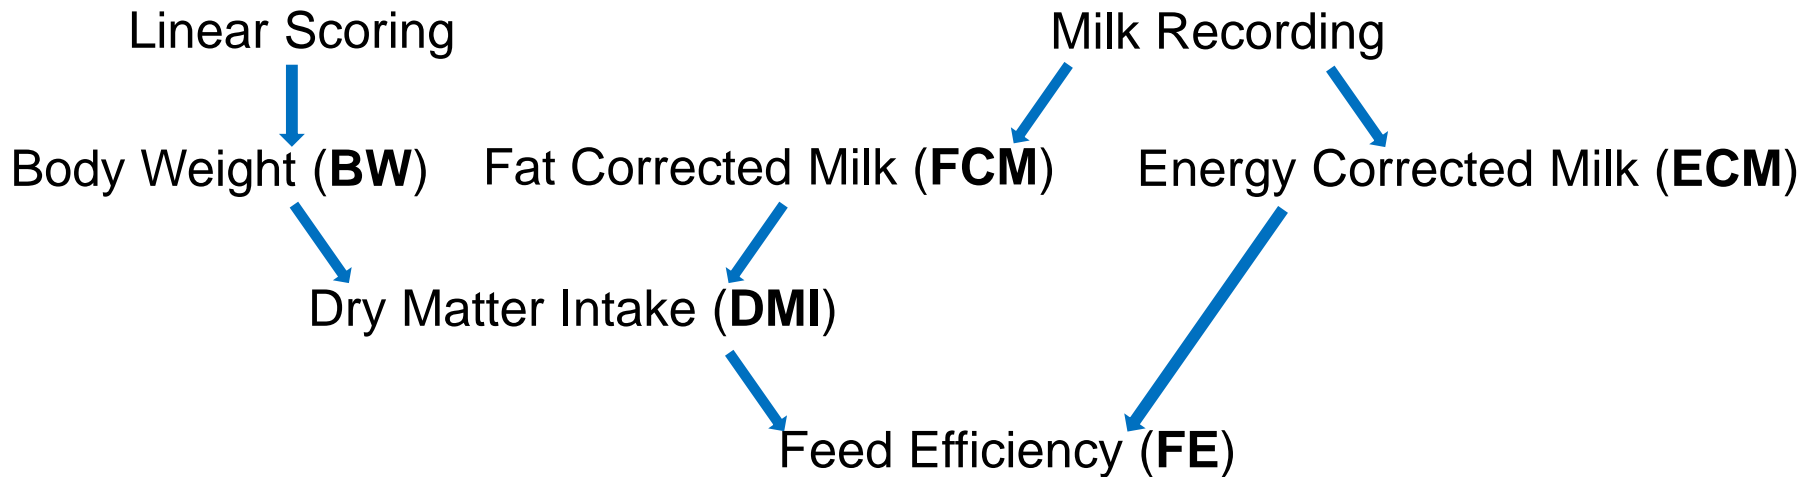 Linear Scoring
Milk Recording
Body Weight (BW)
Fat Corrected Milk (FCM)
Energy Corrected Milk (ECM)
Dry Matter Intake (DMI)
Feed Efficiency (FE)